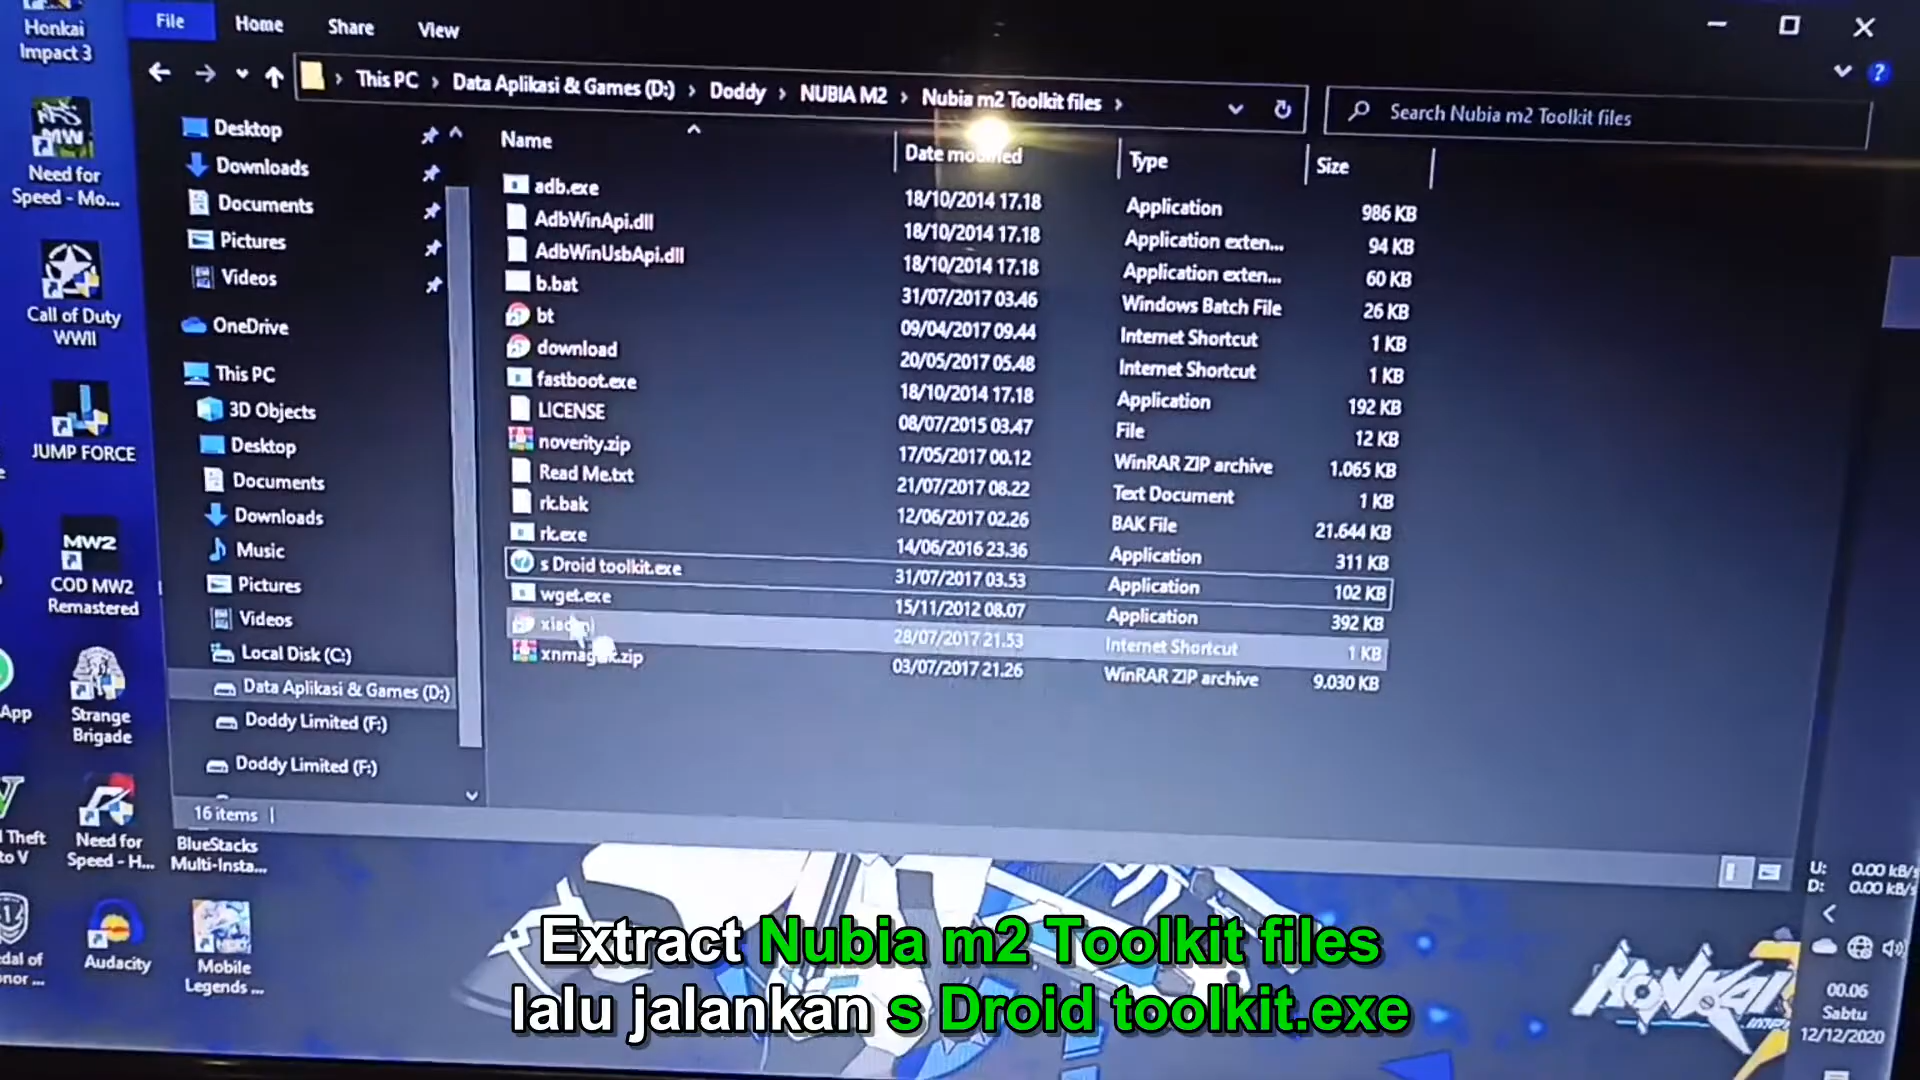 File Home Share View
This PC › Data Aplikasi & Games (D:) › Doddy › NUBIA M2 › Nubia m2 Toolkit files ›
Search Nubia m2 Toolkit files
Name Date modified Type Size
adb.exe 18/10/2014 17.18 Application 986 KB
AdbWinApi.dll 18/10/2014 17.18 Application exten... 94 KB
AdbWinUsbApi.dll 18/10/2014 17.18 Application exten... 60 KB
b.bat 31/07/2017 03.46 Windows Batch File 26 KB
bt 09/04/2017 09.44 Internet Shortcut 1 KB
download 20/05/2017 05.48 Internet Shortcut 1 KB
fastboot.exe 18/10/2014 17.18 Application 192 KB
LICENSE 08/07/2015 03.47 File 12 KB
noverity.zip 17/05/2017 00.12 WinRAR ZIP archive 1.065 KB
Read Me.txt 21/07/2017 08.22 Text Document 1 KB
rk.bak 12/06/2017 02.26 BAK File 21.644 KB
rk.exe 14/06/2016 23.36 Application 311 KB
s Droid toolkit.exe 31/07/2017 03.53 Application 102 KB
wget.exe 15/11/2012 08.07 Application 392 KB
28/07/2017 21.53 Internet Shortcut 1 KB
03/07/2017 21.26 WinRAR ZIP archive 9.030 KB
Desktop
Downloads
Documents
Pictures
Videos
OneDrive
This PC
3D Objects
Desktop
Documents
Downloads
Music
Pictures
Videos
Local Disk (C:)
Data Aplikasi & Games (D:)
Doddy Limited (F:)
Doddy Limited (F:)
16 items
Honkai
Impact 3
MW
Need for
Speed - Mo...
Call of Duty
WWII
JUMP FORCE
MW2
COD MW2
Remastered
App
Strange
Brigade
Theft
to V
Need for
Speed - H...
BlueStacks
Multi-Insta...
Audacity
Mobile
Legends ...
U: 0.00 kB/s
D: 0.00 kB/s
HONKAI
00.06
Sabtu
12/12/2020
Extract Nubia m2 Toolkit files
lalu jalankan s Droid toolkit.exe